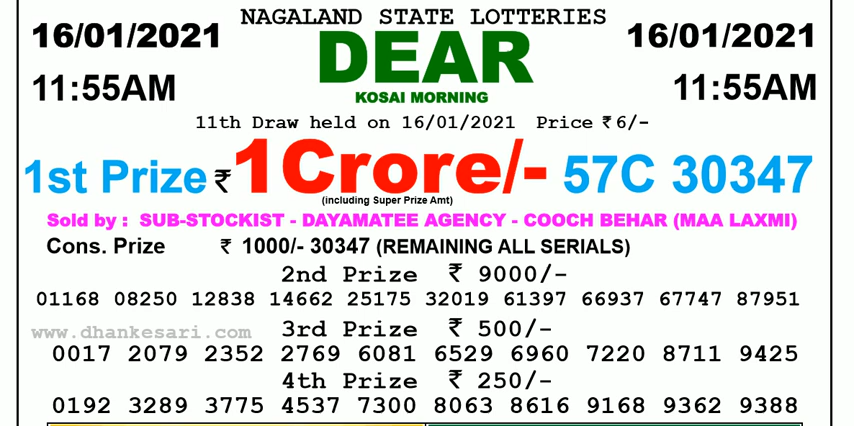 NAGALAND STATE LOTTERIES
16/01/2021 DEAR 16/01/2021
11:55AM KOSAI MORNING 11:55AM
11th Draw held on 16/01/2021 Price ₹ 6/-
1st Prize ₹ 1Crore/- 57C 30347
(including Super Prize Amt)
Sold by : SUB-STOCKIST - DAYAMATEE AGENCY - COOCH BEHAR (MAA LAXMI)
Cons. Prize ₹ 1000/- 30347 (REMAINING ALL SERIALS)
2nd Prize ₹ 9000/-
01168 08250 12838 14662 25175 32019 61397 66937 67747 87951
www.dhankesari.com 3rd Prize ₹ 500/-
0017 2079 2352 2769 6081 6529 6960 7220 8711 9425
4th Prize ₹ 250/-
0192 3289 3775 4537 7300 8063 8616 9168 9362 9388